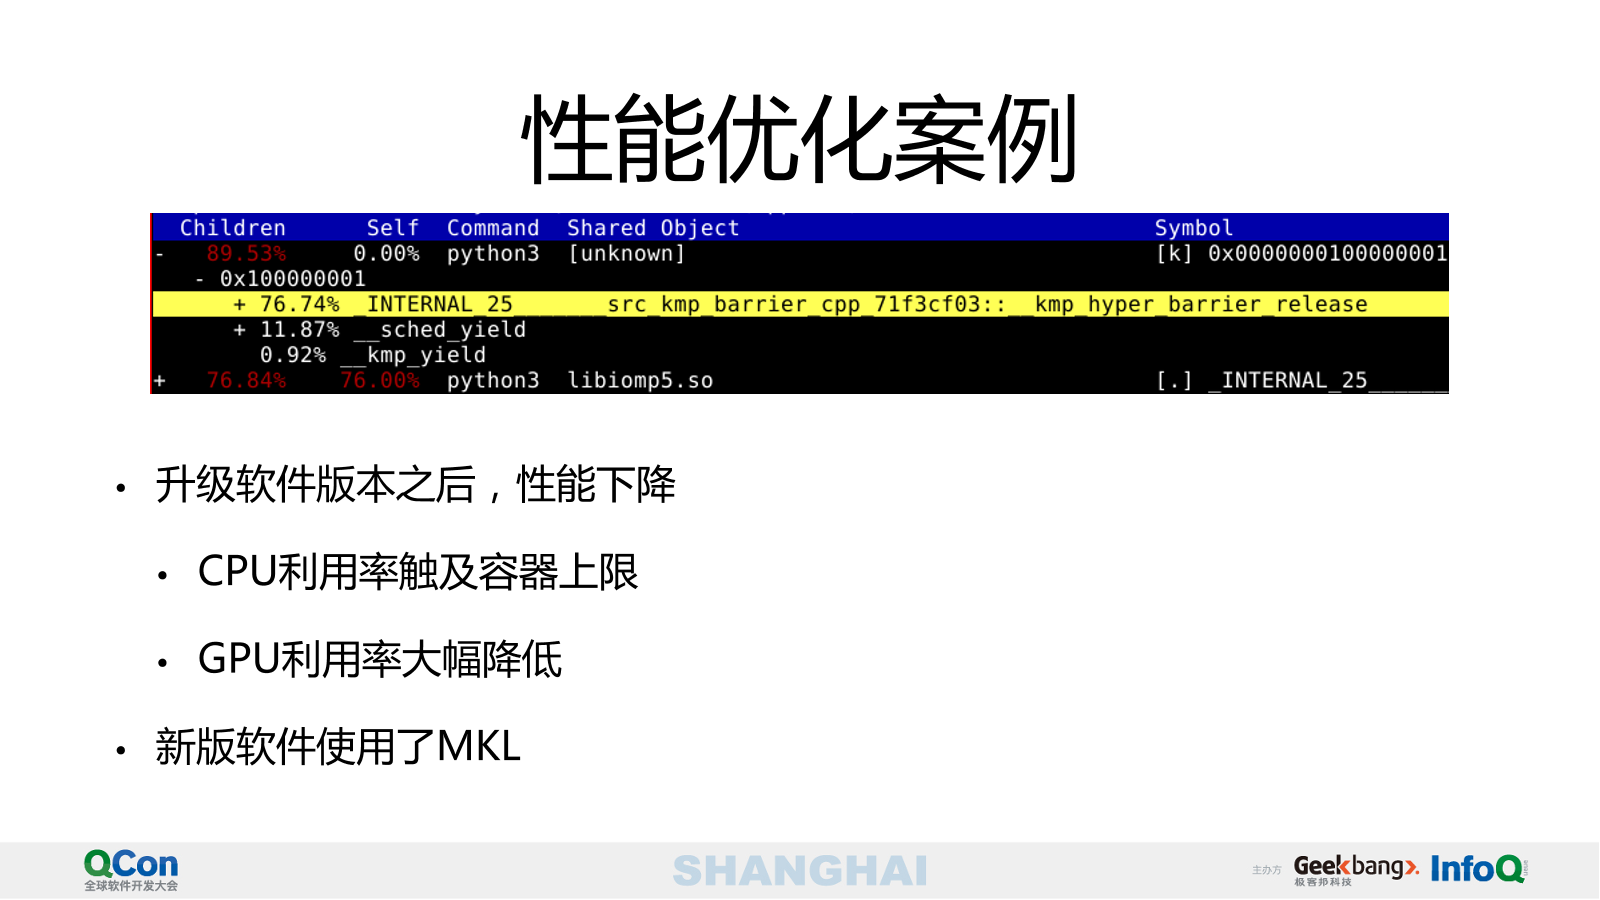 性能优化案例
Children Self Command Shared Object Symbol
- 89.53% 0.00% python3 [unknown] [k] 0x0000000100000001
- 0x100000001
+ 76.74% _INTERNAL_25_______src_kmp_barrier_cpp_71f3cf03::__kmp_hyper_barrier_release
+ 11.87% __sched_yield
0.92% __kmp_yield
+ 76.84% 76.00% python3 libiomp5.so [.] _INTERNAL_25______
• 升级软件版本之后，性能下降
• CPU利用率触及容器上限
• GPU利用率大幅降低
• 新版软件使用了MKL
QCon
全球软件开发大会
SHANGHAI
主办方
Geekbang>.
极客邦科技
InfoQ